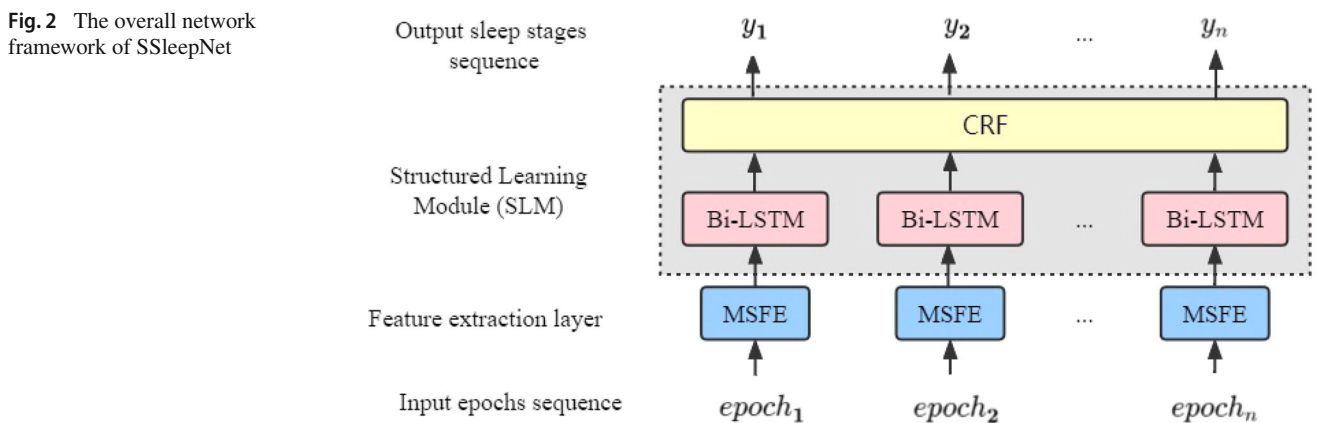 Fig. 2 The overall network
framework of SSleepNet
Output sleep stages
sequence
y1 y2 ... yn
CRF
Structured Learning
Module (SLM)
Bi-LSTM Bi-LSTM ... Bi-LSTM
Feature extraction layer
MSFE MSFE ... MSFE
Input epochs sequence
epoch1 epoch2 epochn